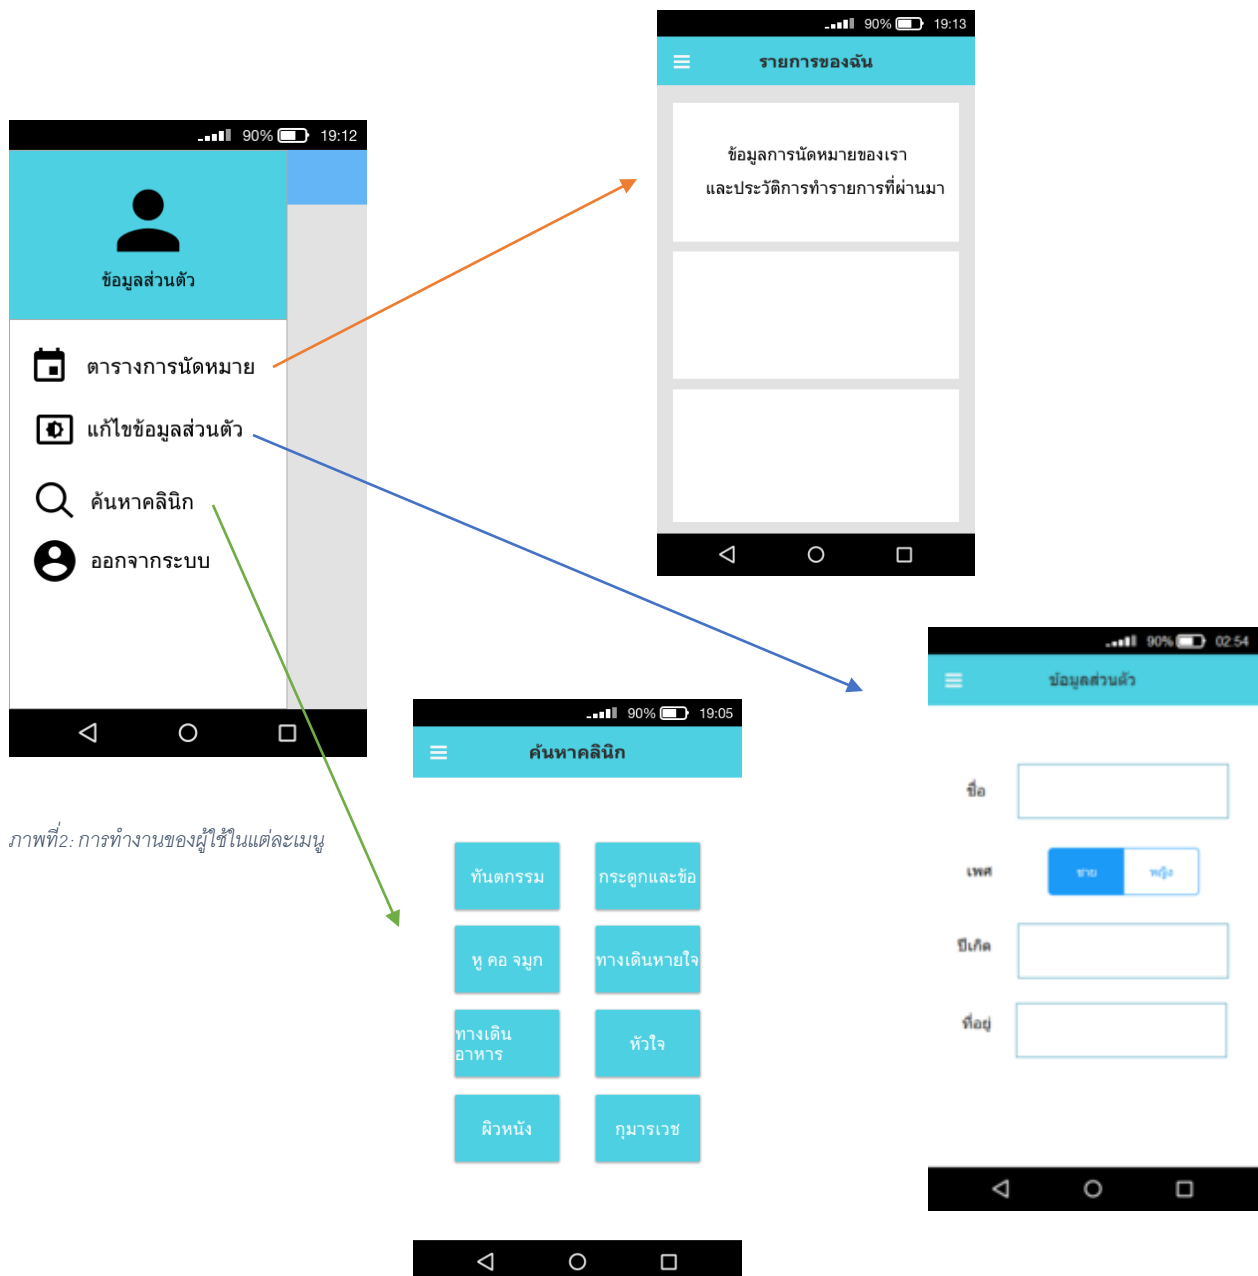 90% 19:12
ข้อมูลส่วนตัว
ตารางการนัดหมาย
แก้ไขข้อมูลส่วนตัว
ค้นหาคลินิก
ออกจากระบบ
ภาพที่2: การทำงานของผู้ใช้ในแต่ละเมนู
90% 19:13
รายการของฉัน
ข้อมูลการนัดหมายของเรา
และประวัติการทำรายการที่ผ่านมา
90% 19:05
ค้นหาคลินิก
ทันตกรรม
กระดูกและข้อ
หู คอ จมูก
ทางเดินหายใจ
ทางเดิน
อาหาร
หัวใจ
ผิวหนัง
กุมารเวช
90% 02:54
ข้อมูลส่วนตัว
ชื่อ
เพศ
ชาย หญิง
ปีเกิด
ที่อยู่